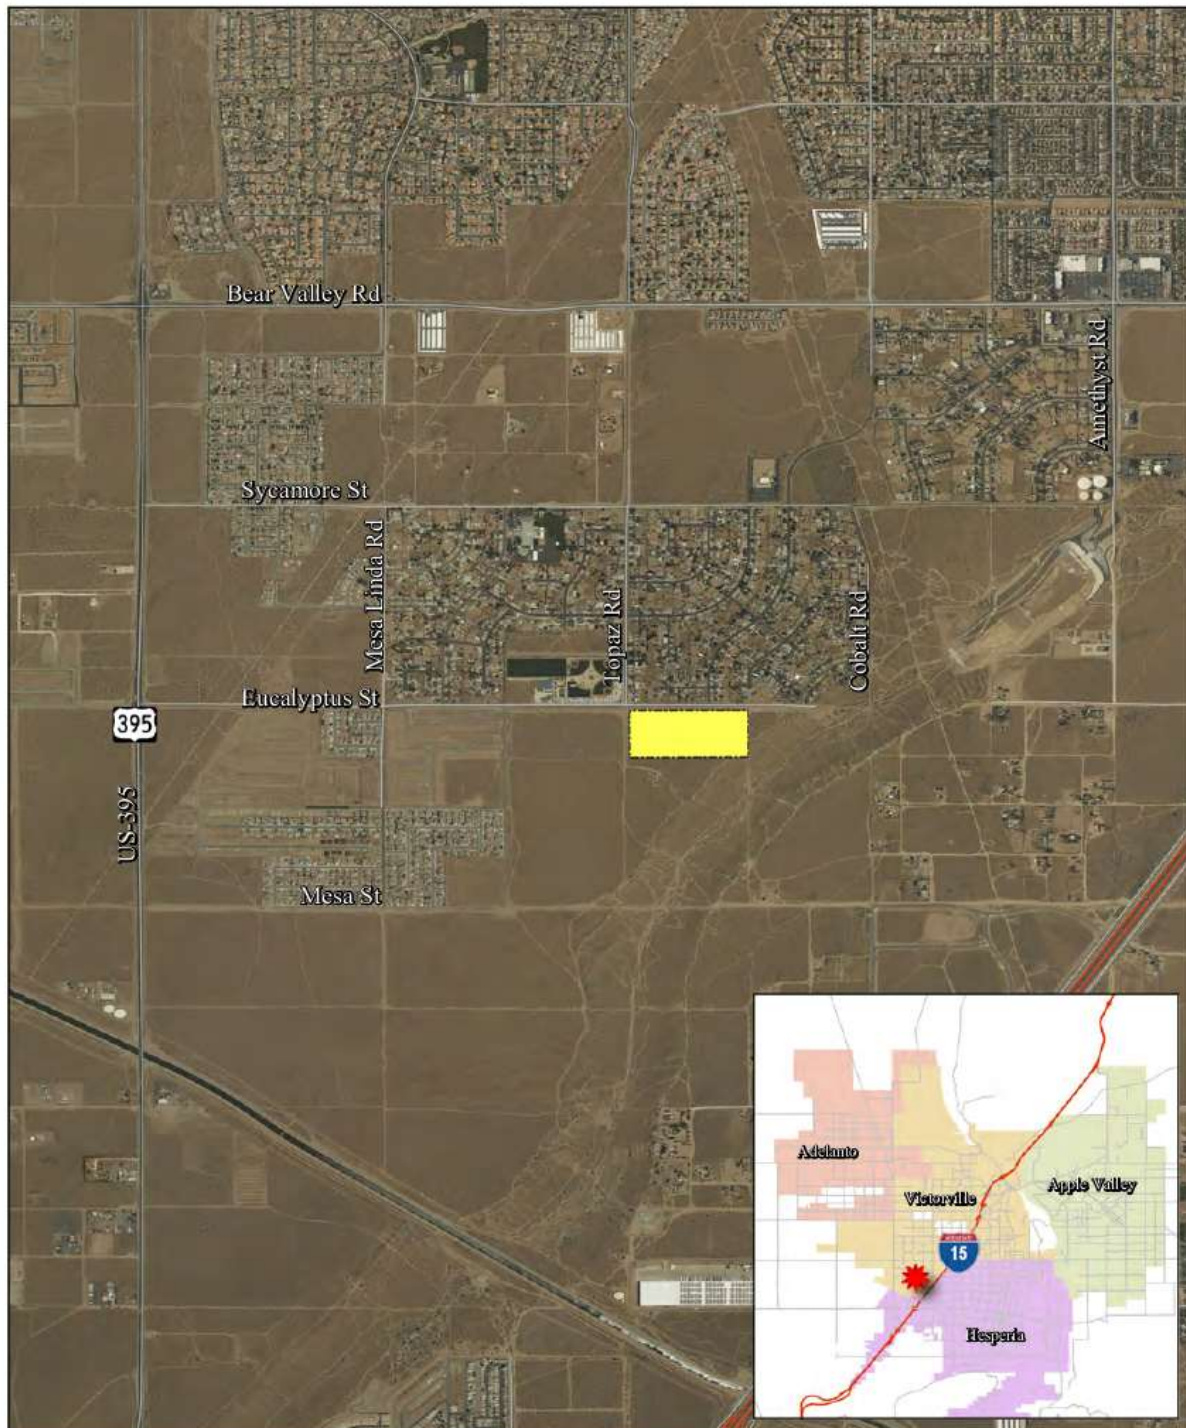 Bear Valley Rd
Amethyst Rd
Sycamore St
Mesa Linda Rd
Topaz Rd
Cobalt Rd
Eucalyptus St
395
US-395
Mesa St
Adelanto
Victorville
Apple Valley
15
Hesperia